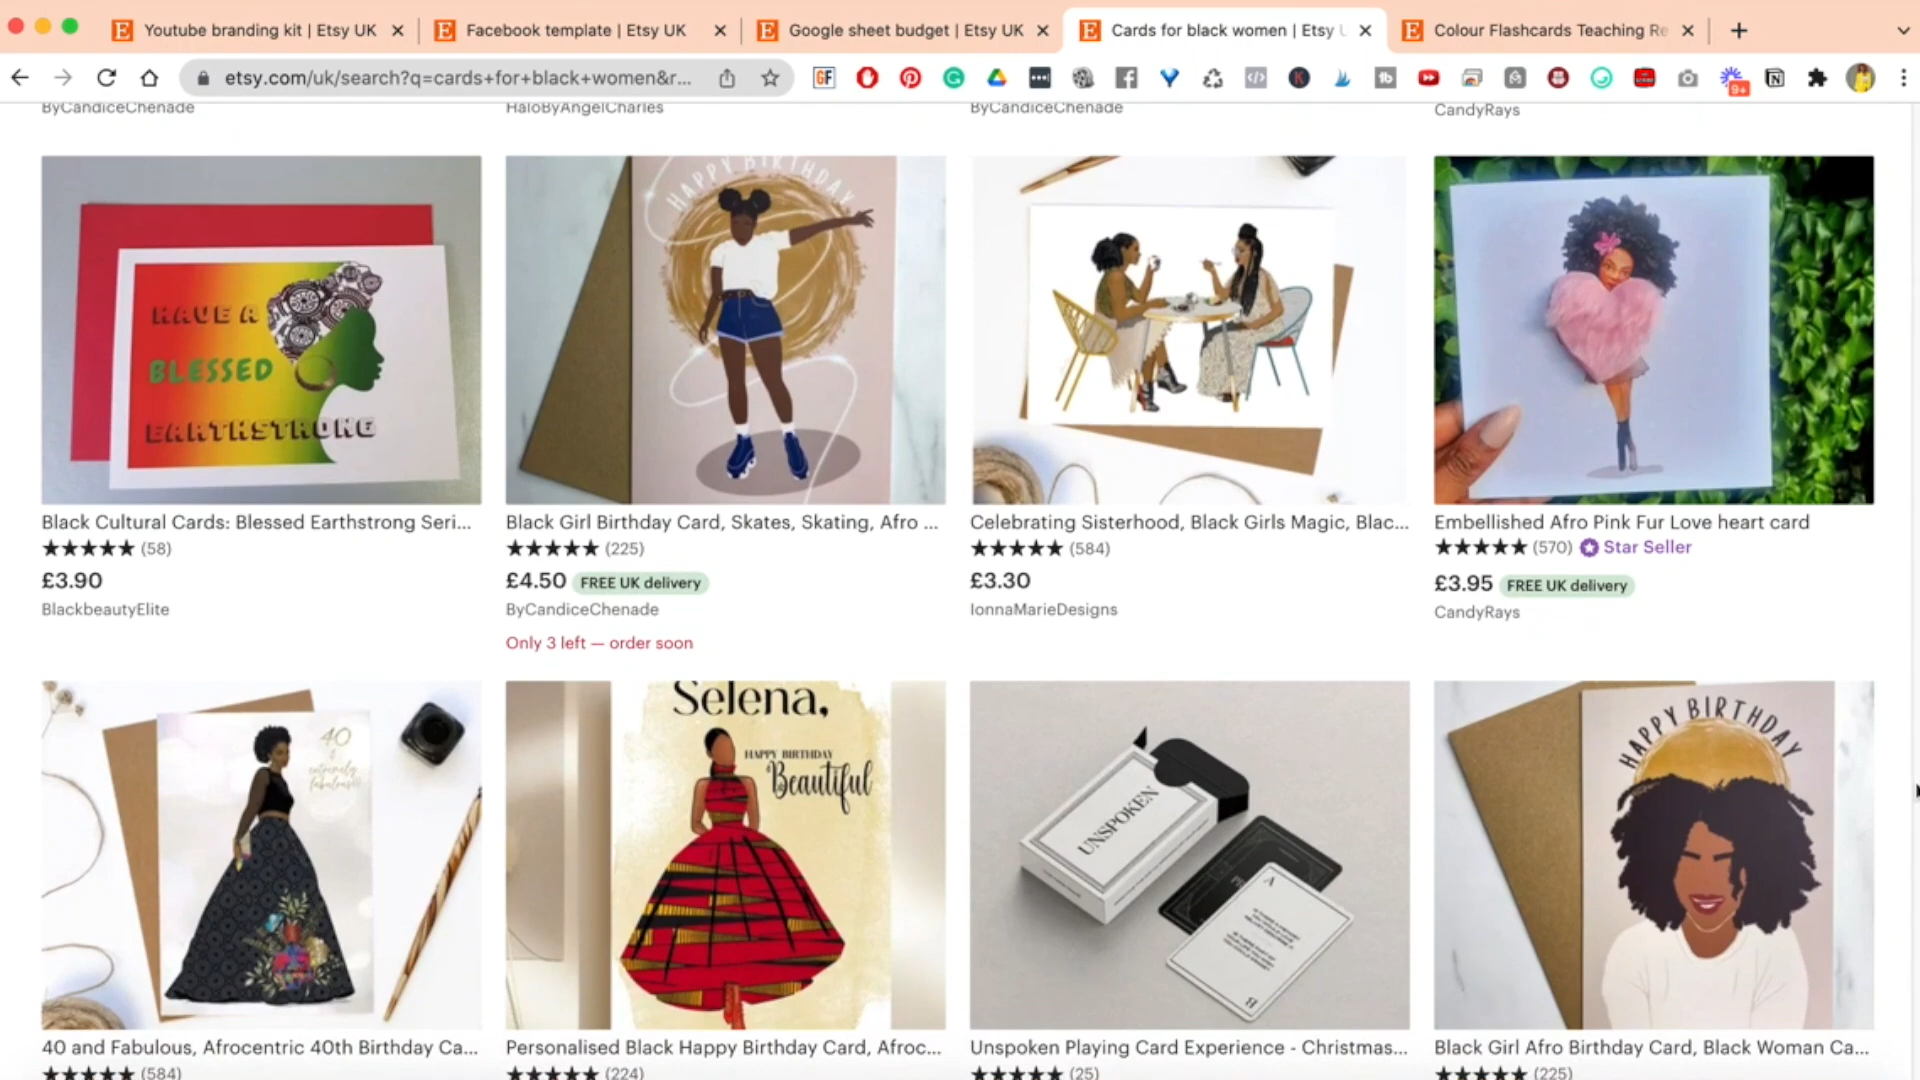 Youtube branding kit | Etsy UK
Facebook template | Etsy UK
Google sheet budget | Etsy UK
Cards for black women | Etsy U
Colour Flashcards Teaching Re
etsy.com/uk/search?q=cards+for+black+women&r...
9+
ByCandiceChenade
HaloByAngelCharles
ByCandiceChenade
CandyRays
HAVE A
BLESSED
EARTHSTRONG
HAPPY BIRTHDAY
Black Cultural Cards: Blessed Earthstrong Seri...
(58)
£3.90
BlackbeautyElite
Black Girl Birthday Card, Skates, Skating, Afro ...
(225)
£4.50 FREE UK delivery
ByCandiceChenade
Only 3 left — order soon
Celebrating Sisterhood, Black Girls Magic, Blac...
(584)
£3.30
IonnaMarieDesigns
Embellished Afro Pink Fur Love heart card
(570) Star Seller
£3.95 FREE UK delivery
CandyRays
40
&
extremely
fabulous!!!
Selena,
HAPPY BIRTHDAY
Beautiful
UNSPOKEN
A
B
HAPPY BIRTHDAY
40 and Fabulous, Afrocentric 40th Birthday Ca...
(584)
Personalised Black Happy Birthday Card, Afroc...
(224)
Unspoken Playing Card Experience - Christmas...
(25)
Black Girl Afro Birthday Card, Black Woman Ca...
(225)